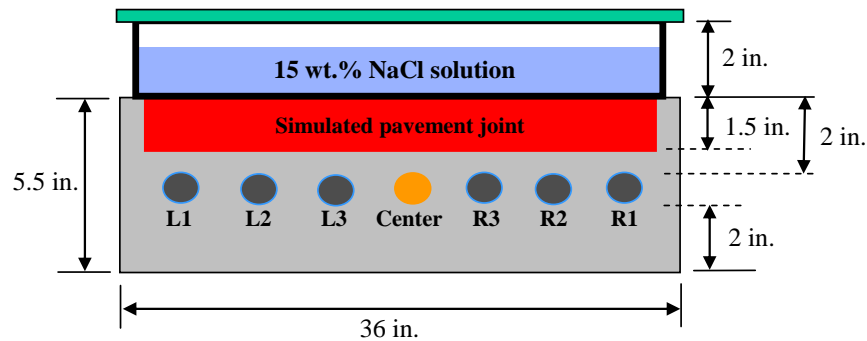 15 wt.% NaCl solution
2 in.
Simulated pavement joint
1.5 in.
2 in.
5.5 in.
L1 L2 L3 Center R3 R2 R1
2 in.
36 in.